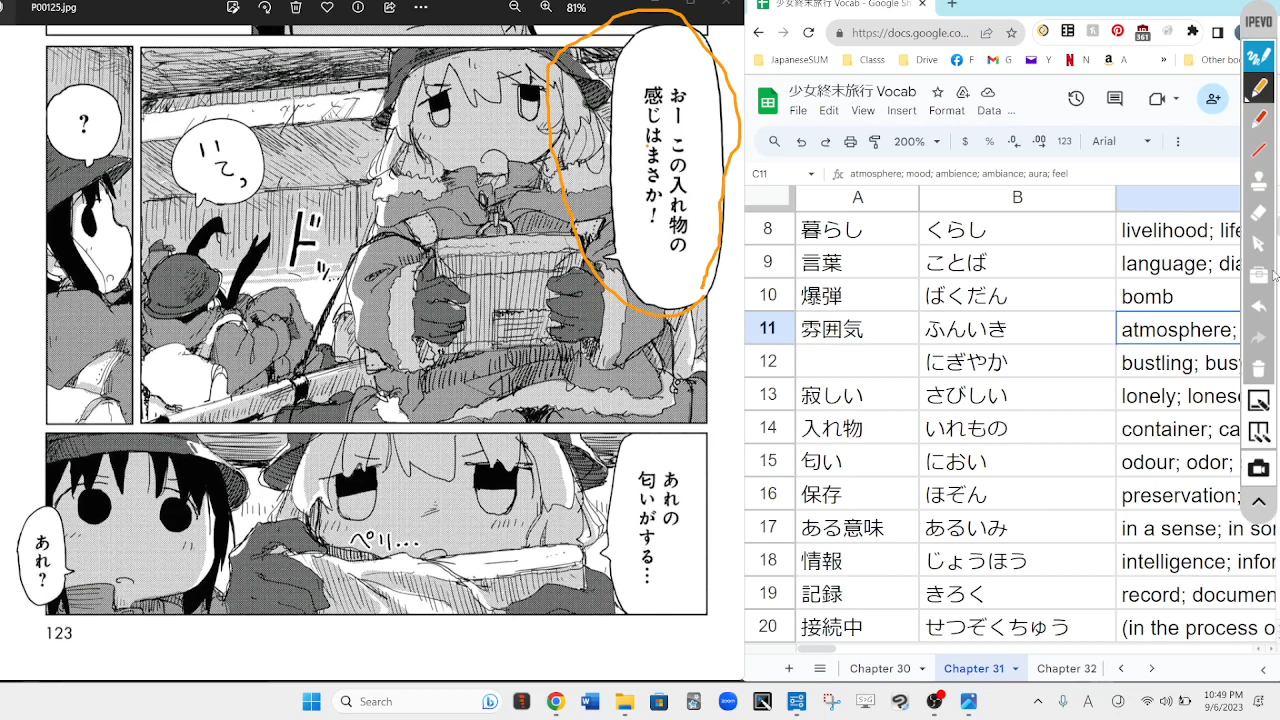 P00125.jpg
81%
おー この入れ物の
感じはまさか！
いてっ
ドッ
？
あれの
匂いがする…
ペリ…
あれ？
123
少女終末旅行 Vocab - Google Sh
https://docs.google.co...
JapaneseSUM
Classs
Drive
F
G
Y
N
A
»
Other boo
少女終末旅行 Vocab
File Edit View Insert Format Data ...
200%
$ % .0 .00 123 Arial
C11
fx atmosphere; mood; ambience; ambiance; aura; feel
A B
8 暮らし くらし livelihood; life
9 言葉 ことば language; dia
10 爆弾 ばくだん bomb
11 雰囲気 ふんいき atmosphere;
12 にぎやか bustling; busy
13 寂しい さびしい lonely; lonese
14 入れ物 いれもの container; ca
15 匂い におい odour; odor;
16 保存 ほぞん preservation;
17 ある意味 あるいみ in a sense; in so
18 情報 じょうほう intelligence; infor
19 記録 きろく record; documen
20 接続中 せつぞくちゅう (in the process o
Chapter 30 Chapter 31 Chapter 32
IPEVO
Search
zoom
A
10:49 PM
9/6/2023